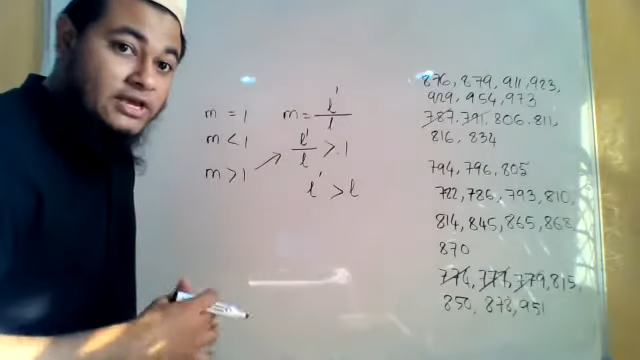 m = 1
m < 1
m > 1
m = l'/l
l'/l > 1
l' > l
876, 879, 911, 923,
929, 954, 973
787, 791, 806, 811,
816, 834
794, 796, 805
722, 786, 793, 810,
814, 845, 865, 868,
870
815,
850, 878, 951